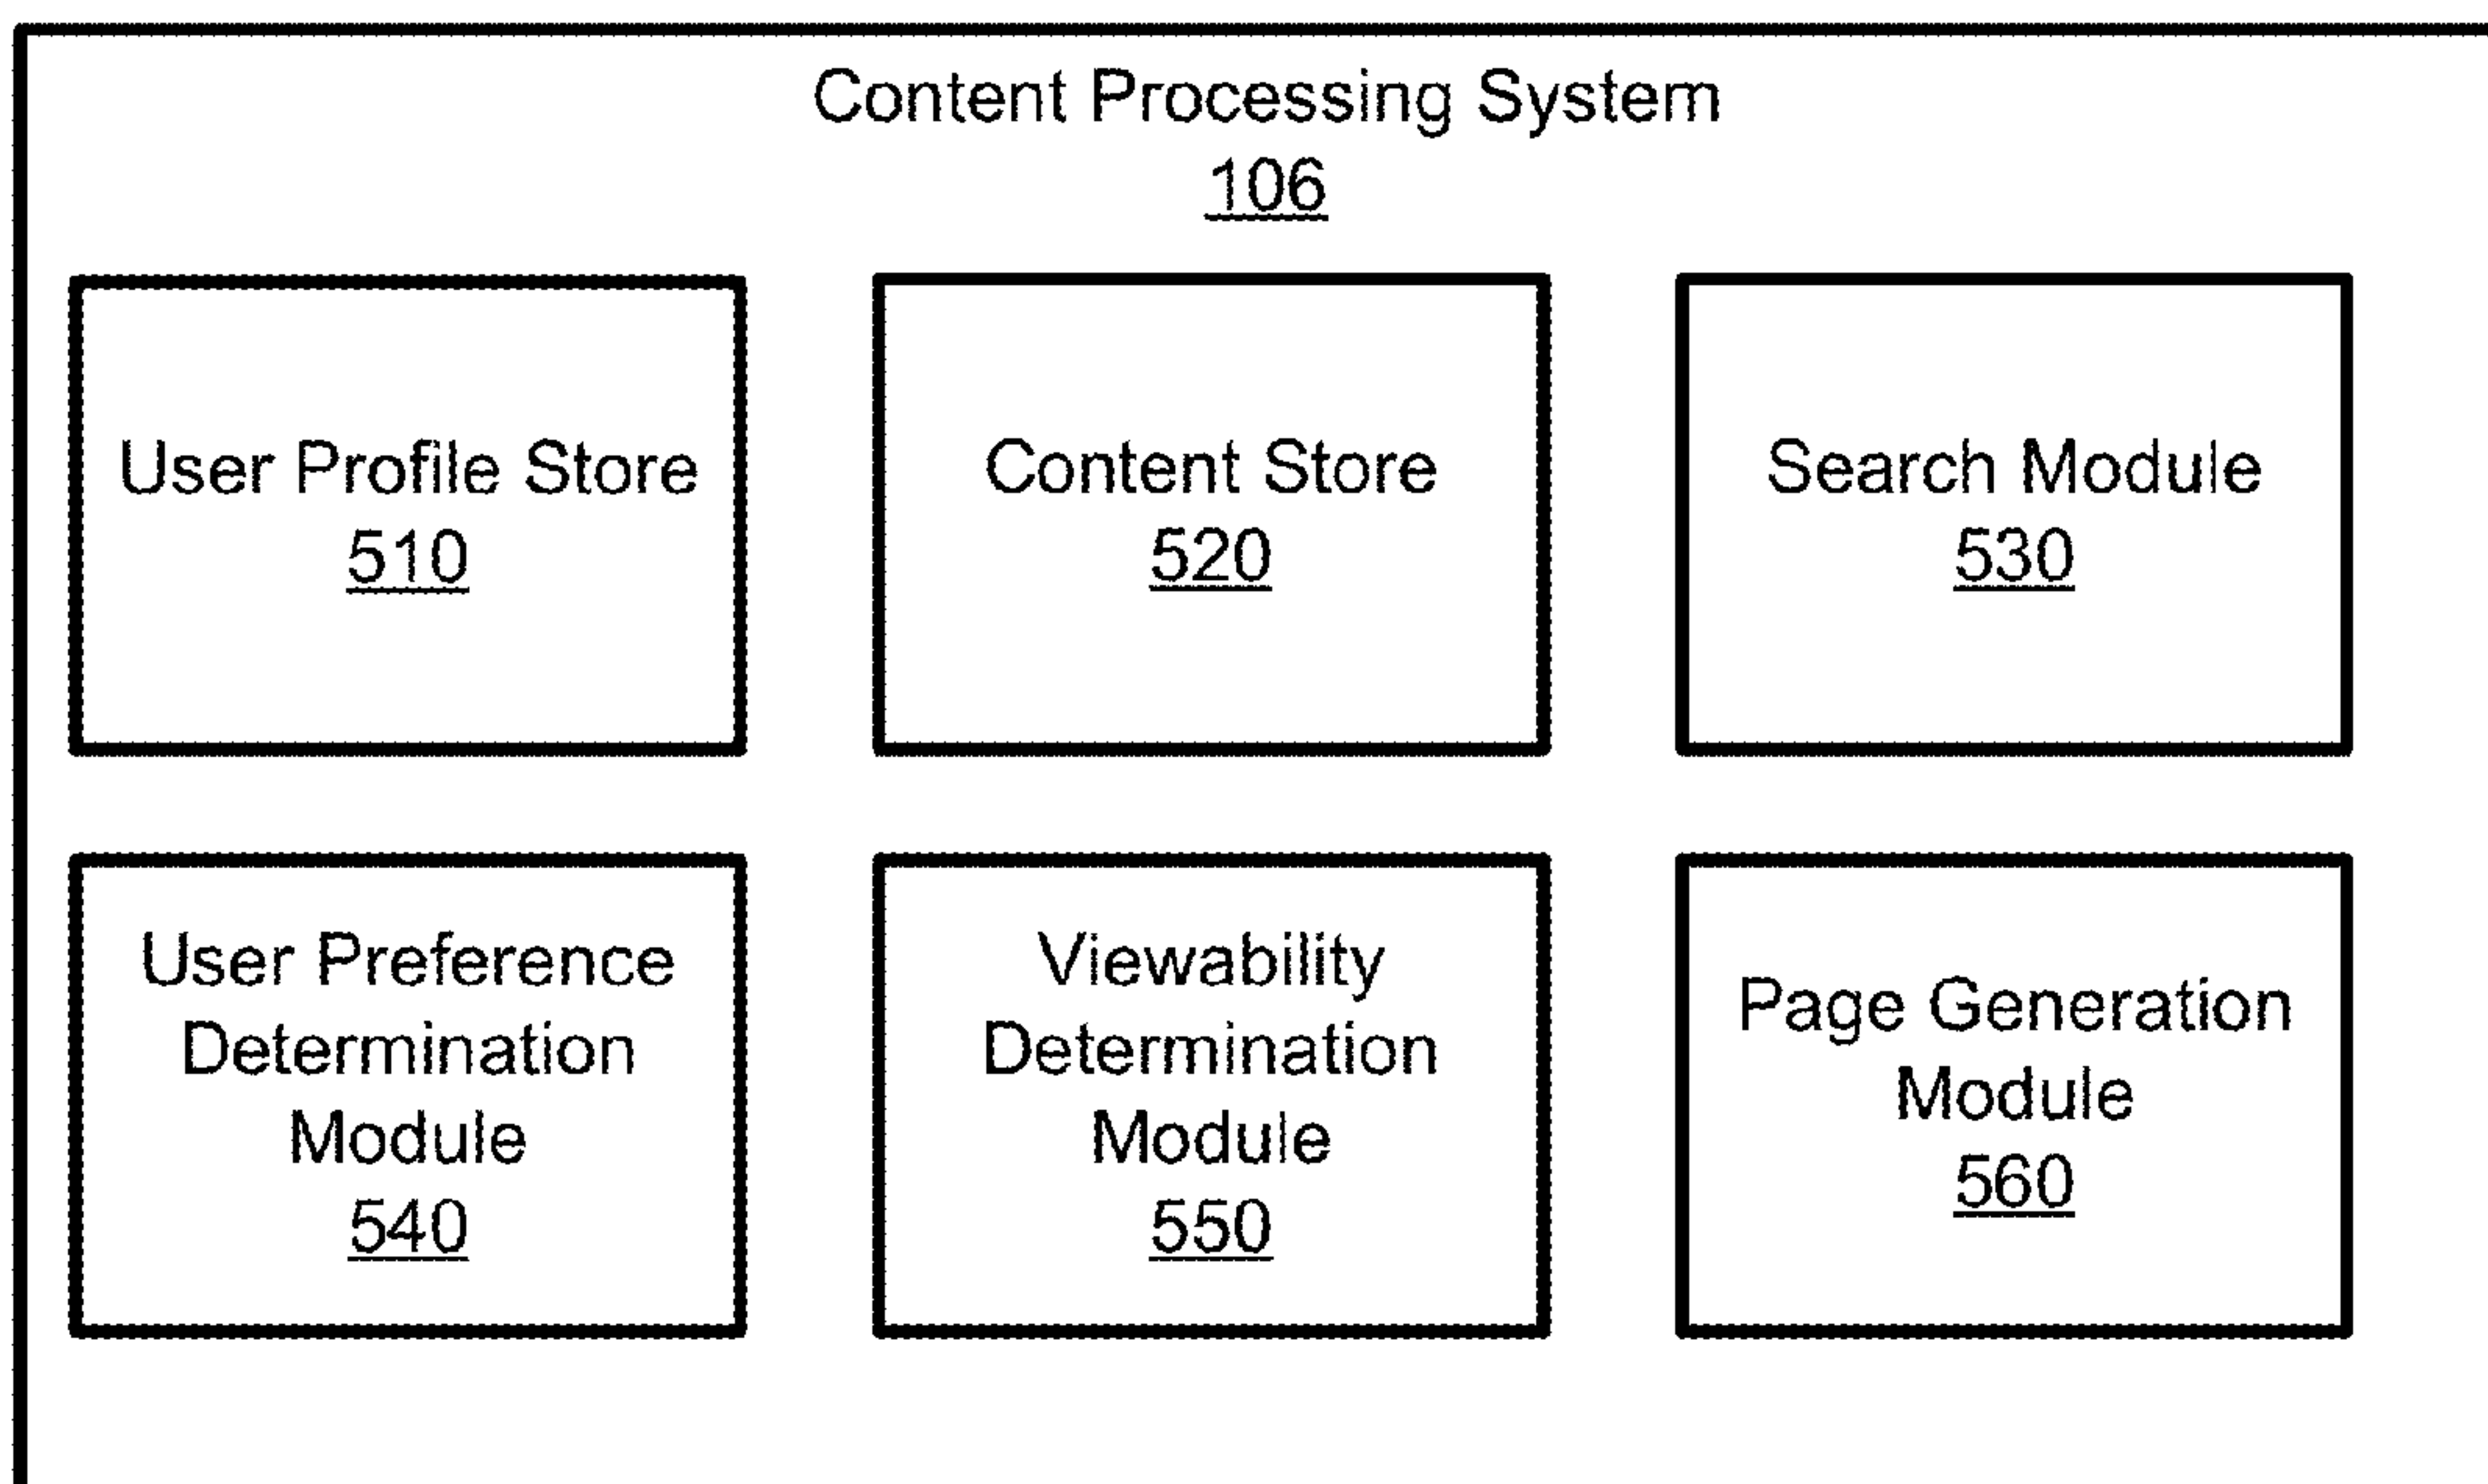 Content Processing System
106
User Profile Store
510
Content Store
520
Search Module
530
User Preference
Determination
Module
540
Viewability
Determination
Module
550
Page Generation
Module
560